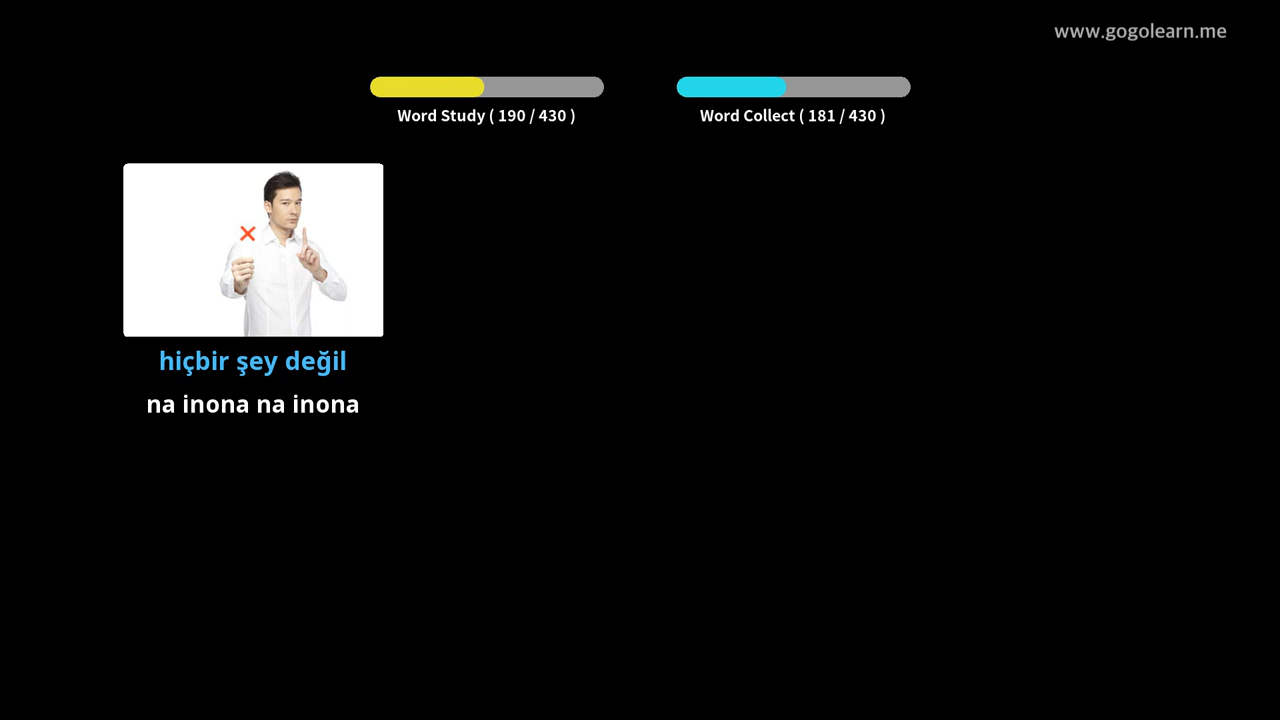 www.gogolearn.me
Word Study ( 190 / 430 )
Word Collect ( 181 / 430 )
hiçbir şey değil
na inona na inona